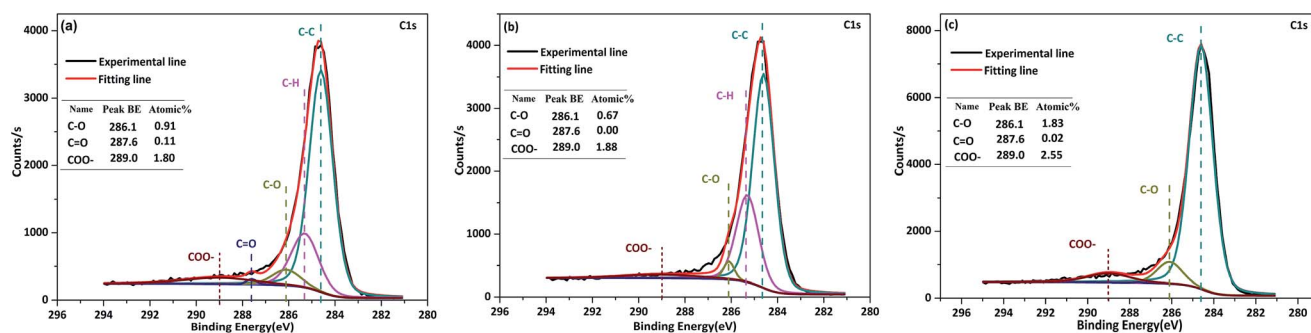 (a)
C1s
C-C
Experimental line
Fitting line
C-H
Name Peak BE Atomic%
C-O 286.1 0.91
C=O 287.6 0.11
COO- 289.0 1.80
C-O
C=O
COO-
Counts/s
4000
3000
2000
1000
0
296 294 292 290 288 286 284 282 280
Binding Energy(eV)
(b)
C1s
C-C
Experimental line
Fitting line
C-H
Name Peak BE Atomic%
C-O 286.1 0.67
C=O 287.6 0.00
COO- 289.0 1.88
C-O
COO-
Counts/s
4000
3000
2000
1000
0
296 294 292 290 288 286 284 282 280
Binding Energy(eV)
(c)
C1s
C-C
Experimental line
Fitting line
Name Peak BE Atomic%
C-O 286.1 1.83
C=O 287.6 0.02
COO- 289.0 2.55
C-O
COO-
Counts/s
8000
6000
4000
2000
0
296 294 292 290 288 286 284 282 280
Binding Energy(eV)